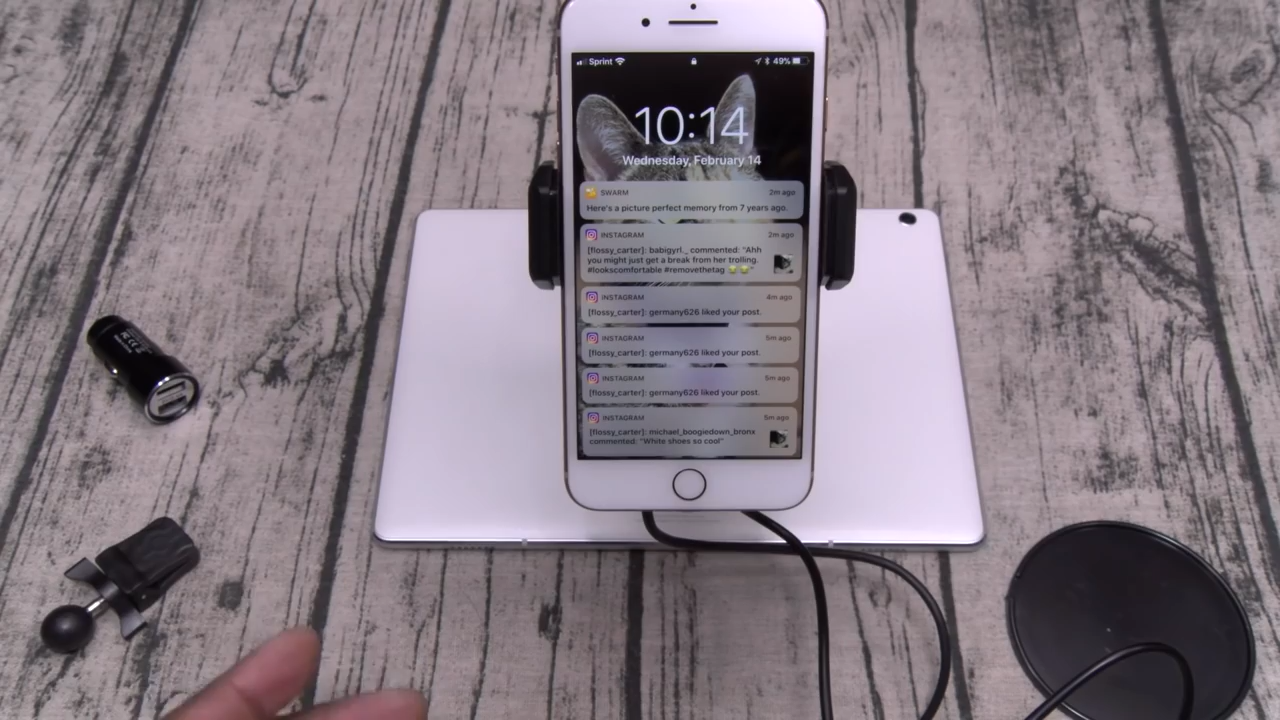 Sprint 49%
10:14
Wednesday, February 14
SWARM 2m ago
Here's a picture perfect memory from 7 years ago.
INSTAGRAM 2m ago
[flossy_carter]: babigyrl._ commented: "Ahh
you might just get a break from her trolling.
#lookscomfortable #removethetag 🤢🤢"
INSTAGRAM 4m ago
[flossy_carter]: germany626 liked your post.
INSTAGRAM 5m ago
[flossy_carter]: germany626 liked your post.
INSTAGRAM 5m ago
[flossy_carter]: germany626 liked your post.
INSTAGRAM 5m ago
[flossy_carter]: michael_boogiedown_bronx
commented: "White shoes so cool"
FC CE